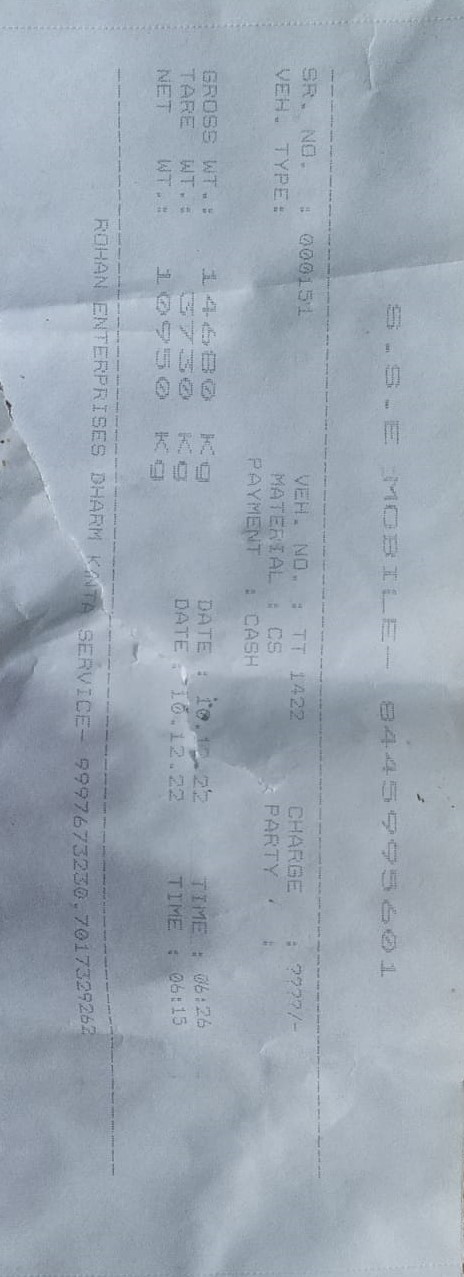 S.S.E MOBILE- 8445995601
SR. NO. : 000151 VEH. NO. : TT 1422 CHARGE : ????/-
VEH. TYPE: MATERIAL : CS PARTY :
PAYMENT : CASH
GROSS WT.: 14680 Kg DATE : 10.12.22 TIME : 06:26
TARE WT.: 3730 Kg DATE : 10.12.22 TIME : 06:15
NET WT.: 10950 Kg
ROHAN ENTERPRISES DHARM KANTA SERVICE- 9997673230,7017329262